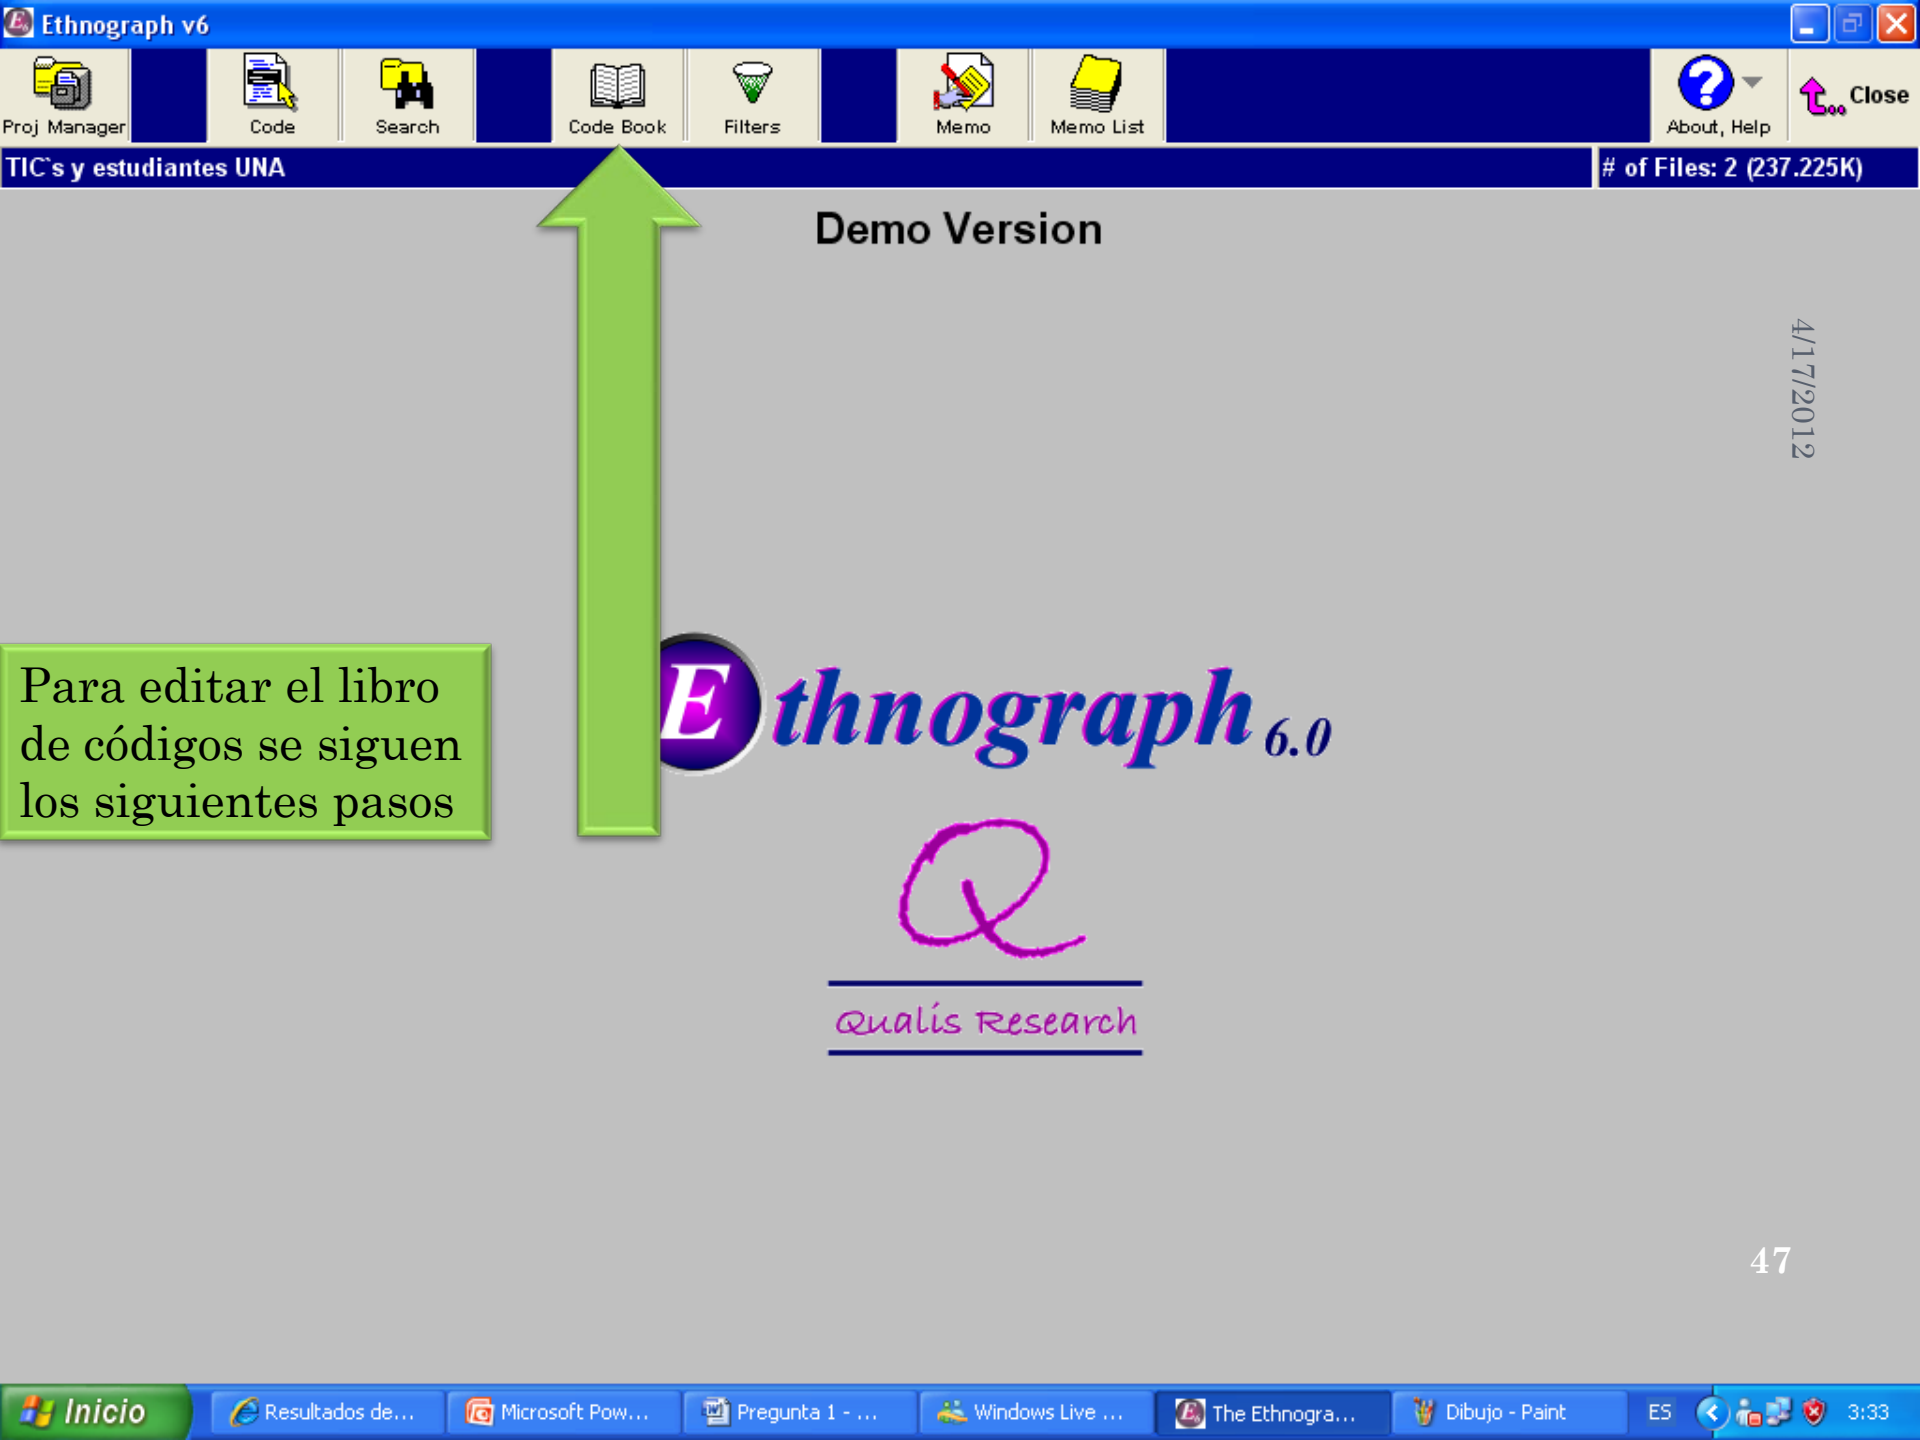 Ethnograph v6
Proj Manager
Code
Search
Code Book
Filters
Memo
Memo List
About, Help
Close
TIC`s y estudiantes UNA
# of Files: 2 (237.225K)
Demo Version
4/17/2012
Para editar el libro
de códigos se siguen
los siguientes pasos
Ethnograph 6.0
Q
Qualis Research
47
Inicio
Resultados de...
Microsoft Pow...
Pregunta 1 - ...
Windows Live ...
The Ethnogra...
Dibujo - Paint
ES
3:33